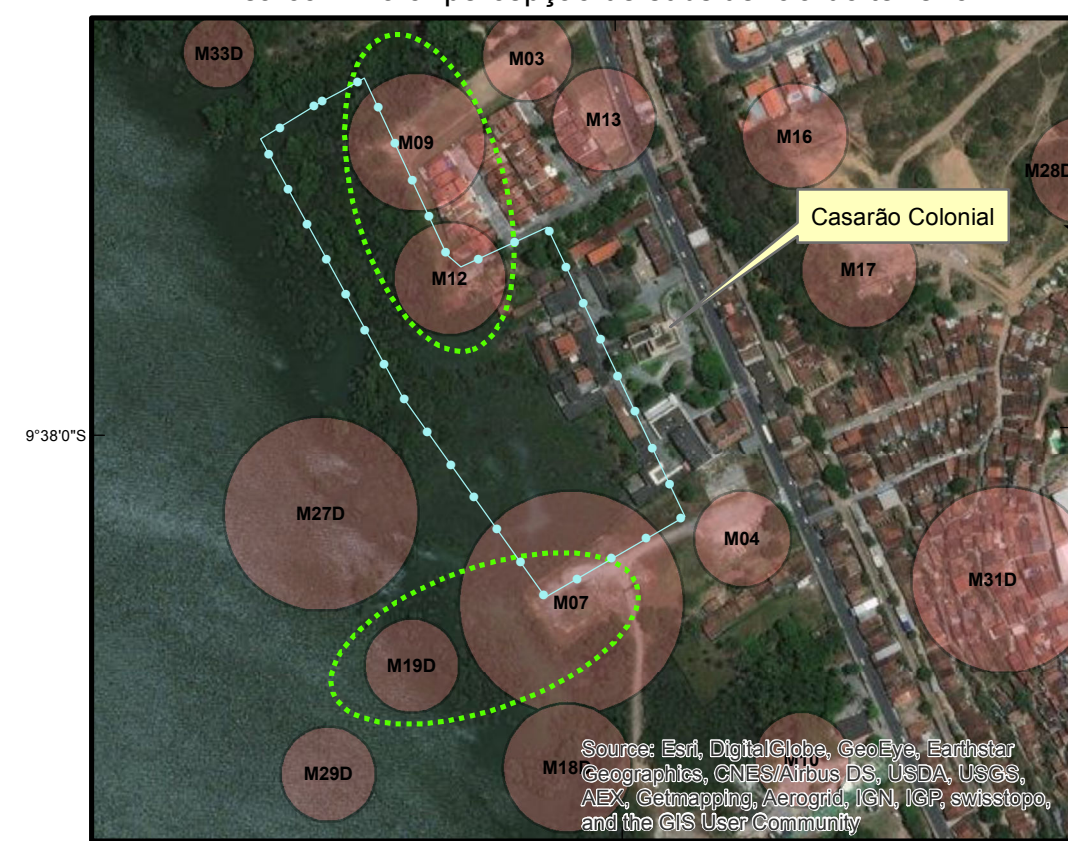 M33D
M03
M09
M13
M16
M28D
Casarão Colonial
M12
M17
9°38'0"S
M27D
M04
M07
M31D
M19D
M29D
M18D
M10
Source: Esri, DigitalGlobe, GeoEye, Earthstar
Geographics, CNES/Airbus DS, USDA, USGS,
AEX, Getmapping, Aerogrid, IGN, IGP, swisstopo,
and the GIS User Community